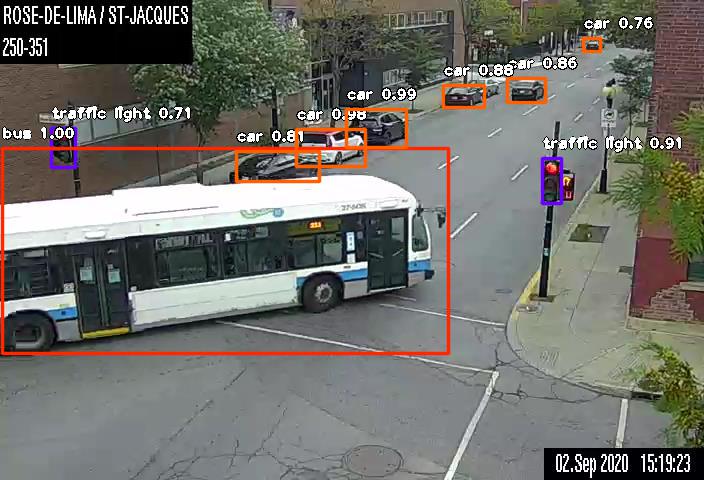 ROSE-DE-LIMA / ST-JACQUES
250-351
car 0.76
car 0.88
car 0.86
car 0.99
traffic light 0.71
car 0.98
bus 1.00
car 0.81
traffic light 0.91
02.Sep 2020 15:19:23